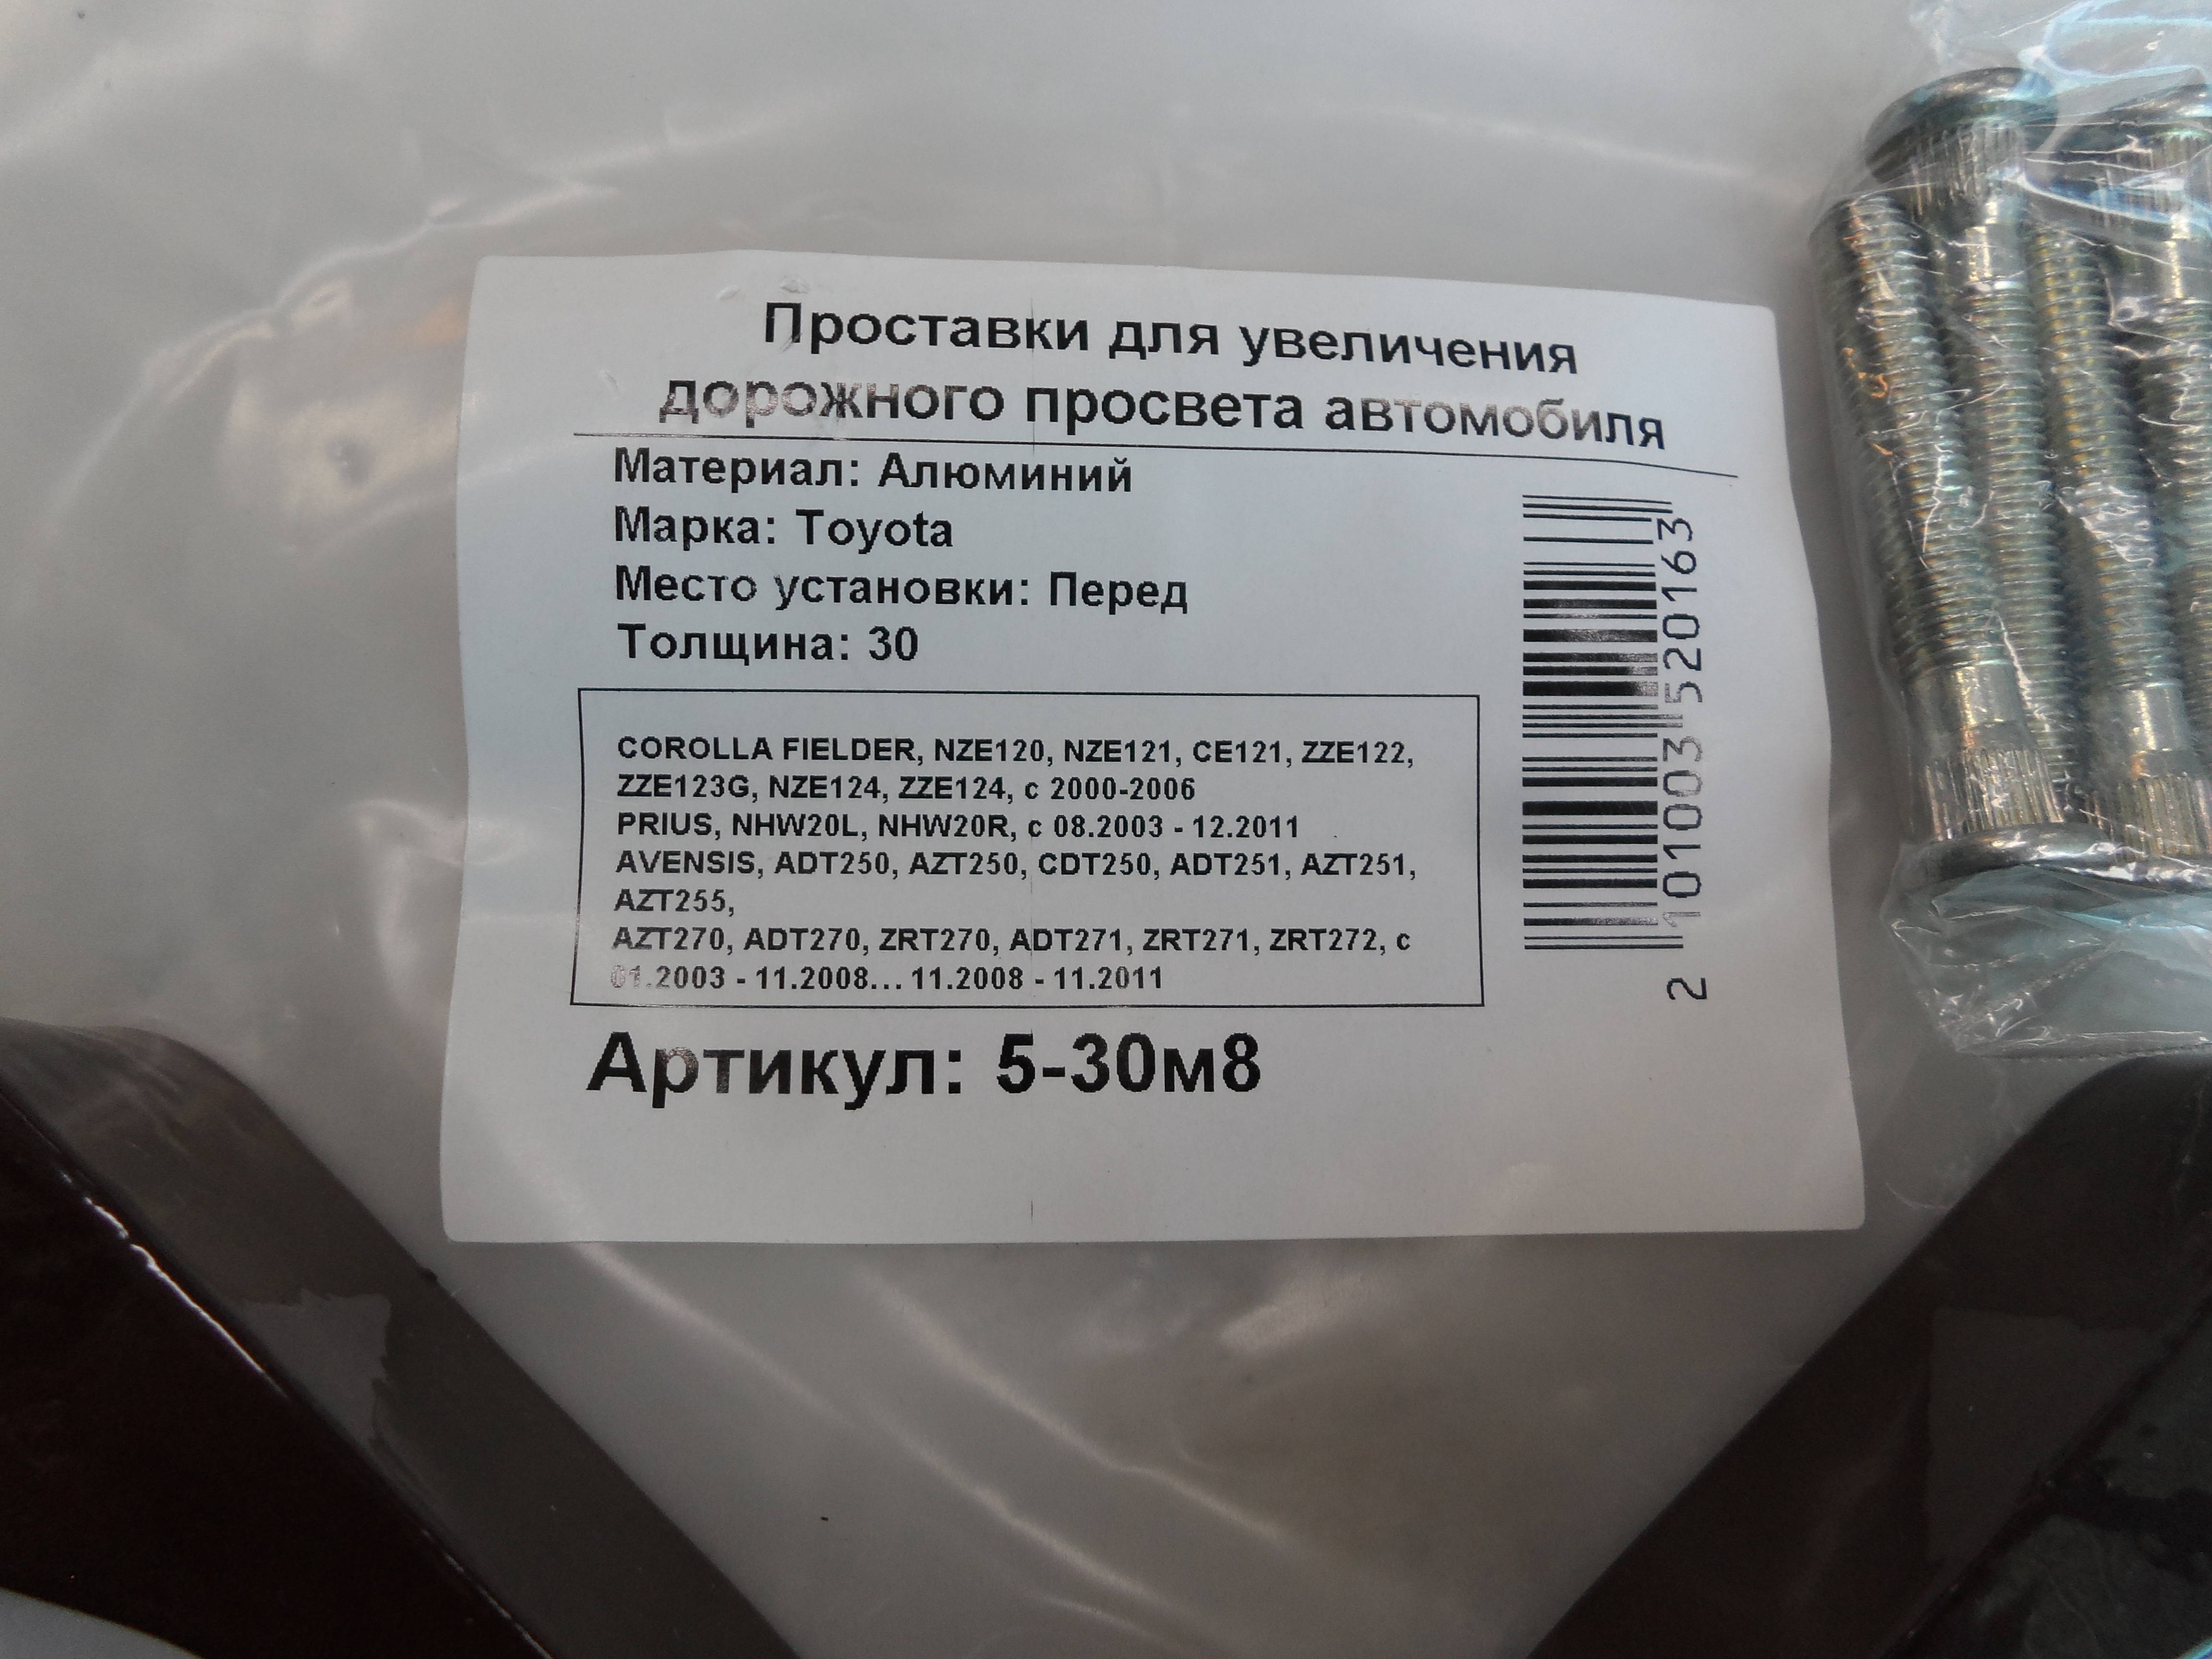 Проставки для увеличения
дорожного просвета автомобиля
Материал: Алюминий
Марка: Toyota
Место установки: Перед
Толщина: 30
COROLLA FIELDER, NZE120, NZE121, CE121, ZZE122,
ZZE123G, NZE124, ZZE124, с 2000-2006
PRIUS, NHW20L, NHW20R, с 08.2003 - 12.2011
AVENSIS, ADT250, AZT250, CDT250, ADT251, AZT251,
AZT255,
AZT270, ADT270, ZRT270, ADT271, ZRT271, ZRT272, с
01.2003 - 11.2008... 11.2008 - 11.2011
Артикул: 5-30м8
2 101003 520163